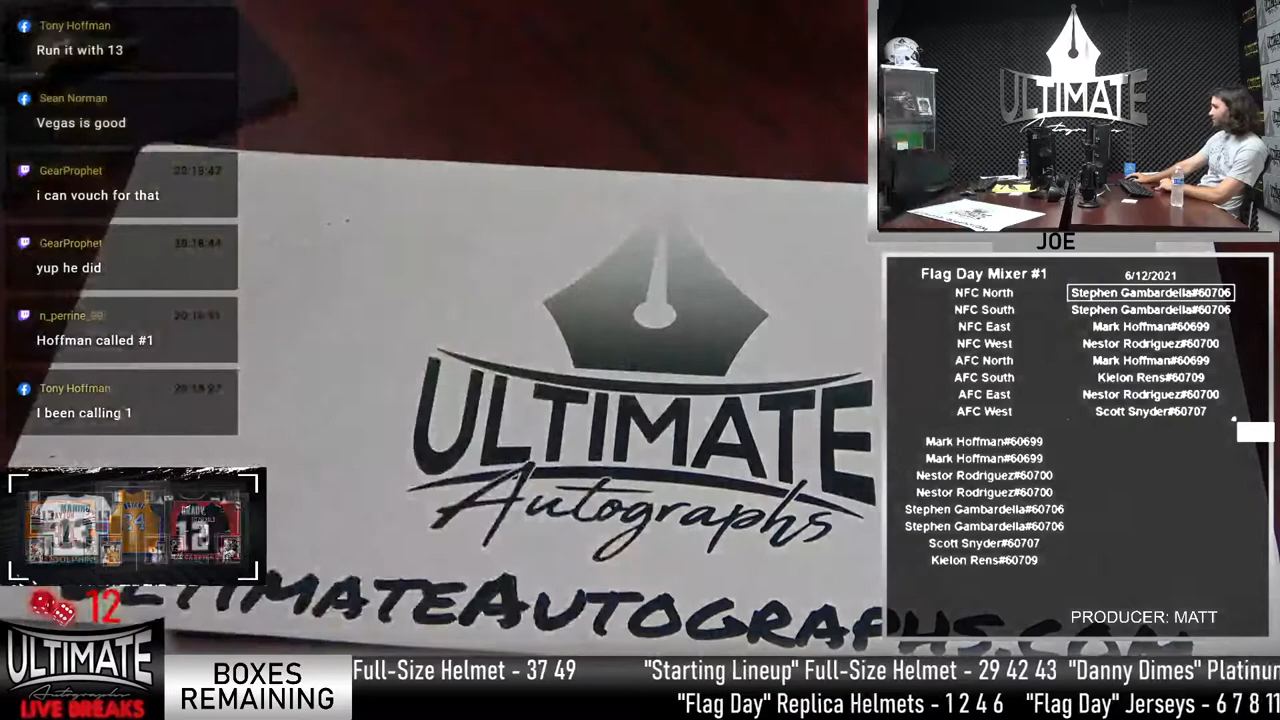 Tony Hoffman
Run it with 13
Sean Norman
Vegas is good
GearProphet
i can vouch for that
GearProphet
yup he did
n_perrine_99
Hoffman called #1
Tony Hoffman
I been calling 1
ULTIMATE
Autographs
ULTIMATEAUTOGRAPHS.COM
ULTIMATE
Autographs
JOE
Flag Day Mixer #1 6/12/2021
NFC North Stephen Gambardella#60706
NFC South Stephen Gambardella#60706
NFC East Mark Hoffman#60699
NFC West Nestor Rodriguez#60700
AFC North Mark Hoffman#60699
AFC South Kielon Rens#60709
AFC East Nestor Rodriguez#60700
AFC West Scott Snyder#60707
Mark Hoffman#60699
Mark Hoffman#60699
Nestor Rodriguez#60700
Nestor Rodriguez#60700
Stephen Gambardella#60706
Stephen Gambardella#60706
Scott Snyder#60707
Kielon Rens#60709
PRODUCER: MATT
MANNING
BRADY
12
12
ULTIMATE
Autographs
LIVE BREAKS
BOXES
REMAINING
Full-Size Helmet - 37 49 "Starting Lineup" Full-Size Helmet - 29 42 43 "Danny Dimes" Platinum
"Flag Day" Replica Helmets - 1 2 4 6 "Flag Day" Jerseys - 6 7 8 11